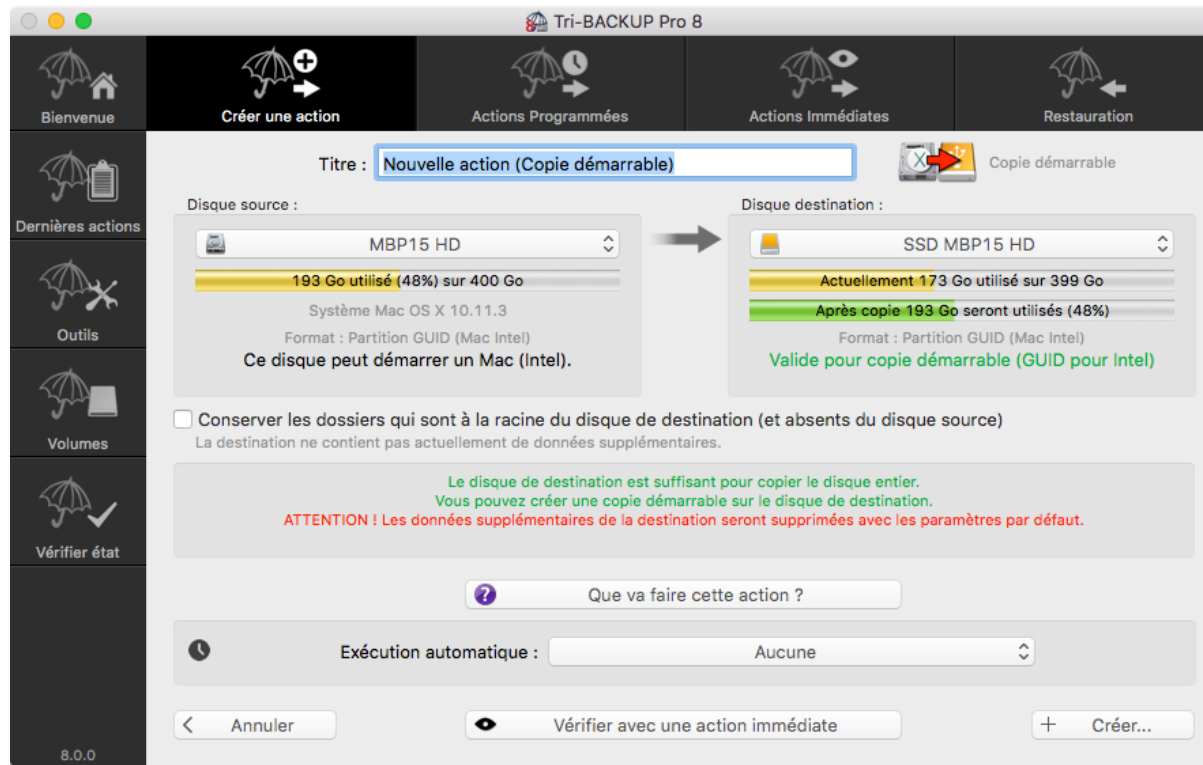 Tri-BACKUP Pro 8
Bienvenue
Créer une action
Actions Programmées
Actions Immédiates
Restauration
Dernières actions
Outils
Volumes
Vérifier état
8.0.0
Titre :
Nouvelle action (Copie démarrable)
Copie démarrable
Disque source :
MBP15 HD
193 Go utilisé (48%) sur 400 Go
Système Mac OS X 10.11.3
Format : Partition GUID (Mac Intel)
Ce disque peut démarrer un Mac (Intel).
Disque destination :
SSD MBP15 HD
Actuellement 173 Go utilisé sur 399 Go
Après copie 193 Go seront utilisés (48%)
Format : Partition GUID (Mac Intel)
Valide pour copie démarrable (GUID pour Intel)
Conserver les dossiers qui sont à la racine du disque de destination (et absents du disque source)
La destination ne contient pas actuellement de données supplémentaires.
Le disque de destination est suffisant pour copier le disque entier.
Vous pouvez créer une copie démarrable sur le disque de destination.
ATTENTION ! Les données supplémentaires de la destination seront supprimées avec les paramètres par défaut.
Que va faire cette action ?
Exécution automatique :
Aucune
Annuler
Vérifier avec une action immédiate
Créer...